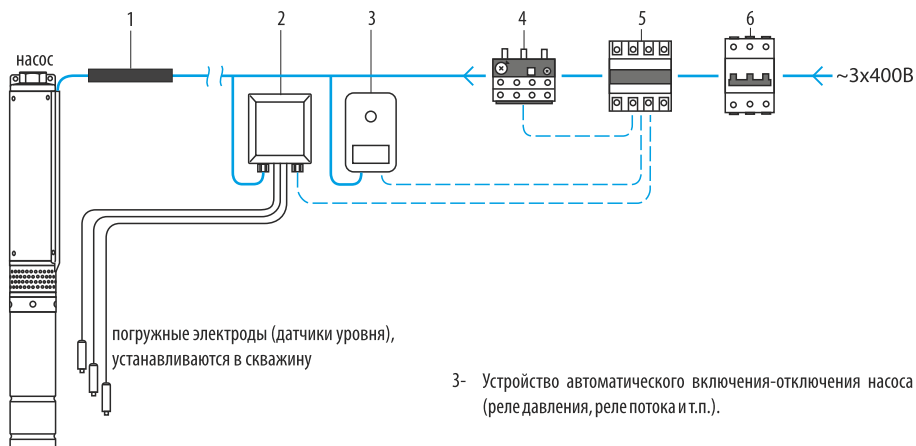 1 2 3 4 5 6
насос
~3х400В
погружные электроды (датчики уровня),
устанавливаются в скважину
3- Устройство автоматического включения-отключения насоса
(реле давления, реле потока и т.п.).